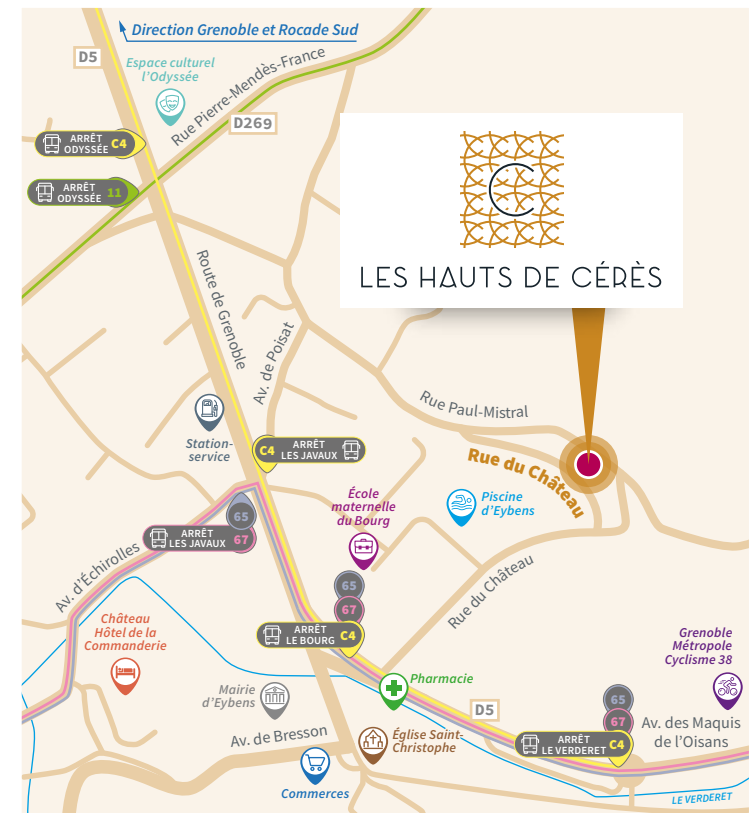 Direction Grenoble et Rocade Sud
D5
Espace culturel
l'Odyssée
Rue Pierre-Mendès-France
D269
ARRÊT
ODYSSÉE
C4
ARRÊT
ODYSSÉE
11
LES HAUTS DE CÉRÈS
Route de Grenoble
Av. de Poisat
Rue Paul-Mistral
Station-
service
C4
ARRÊT
LES JAVAUX
Rue du Château
École
maternelle
du Bourg
Piscine
d'Eybens
65
67
ARRÊT
LES JAVAUX
Av. d'Échirolles
Rue du Château
65
67
ARRÊT
LE BOURG
C4
Château
Hôtel de la
Commanderie
Grenoble
Métropole
Cyclisme 38
Pharmacie
Mairie
d'Eybens
D5
65
67
ARRÊT
LE VERDERET
C4
Av. des Maquis
de l'Oisans
Av. de Bresson
Église Saint-
Christophe
Commerces
LE VERDERET